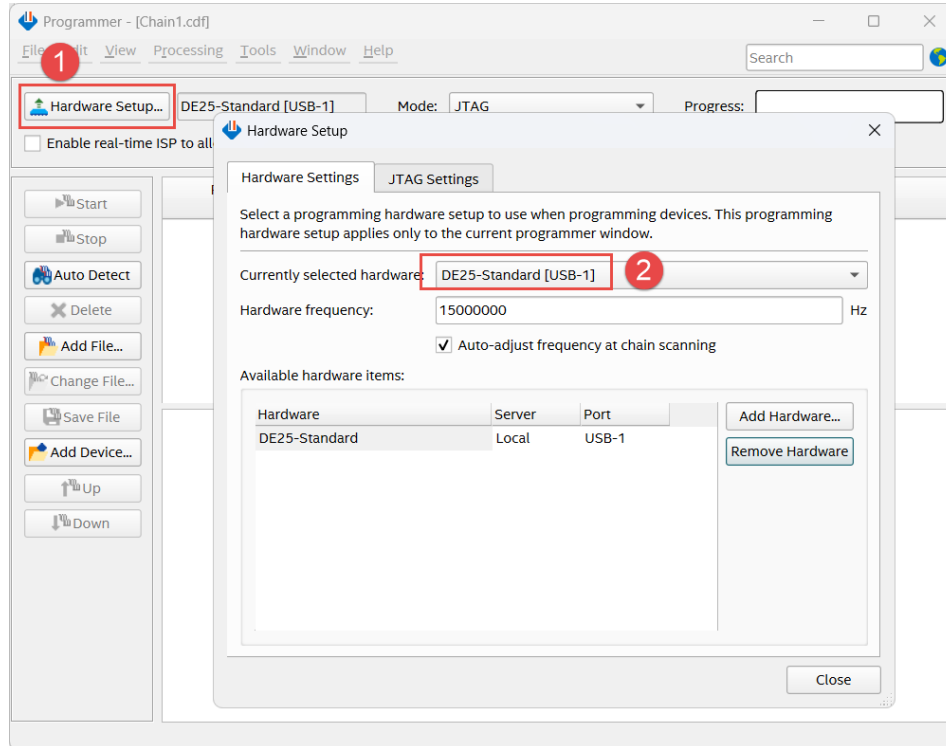 Programmer - [Chain1.cdf]
File Edit View Processing Tools Window Help
Search
1
Hardware Setup... DE25-Standard [USB-1] Mode: JTAG Progress:
Enable real-time ISP to all
Hardware Setup
Hardware Settings JTAG Settings
Select a programming hardware setup to use when programming devices. This programming
hardware setup applies only to the current programmer window.
Currently selected hardware: DE25-Standard [USB-1] 2
Hardware frequency: 15000000 Hz
Auto-adjust frequency at chain scanning
Available hardware items:
Hardware Server Port
DE25-Standard Local USB-1
Add Hardware...
Remove Hardware
Close
Start
Stop
Auto Detect
Delete
Add File...
Change File...
Save File
Add Device...
Up
Down